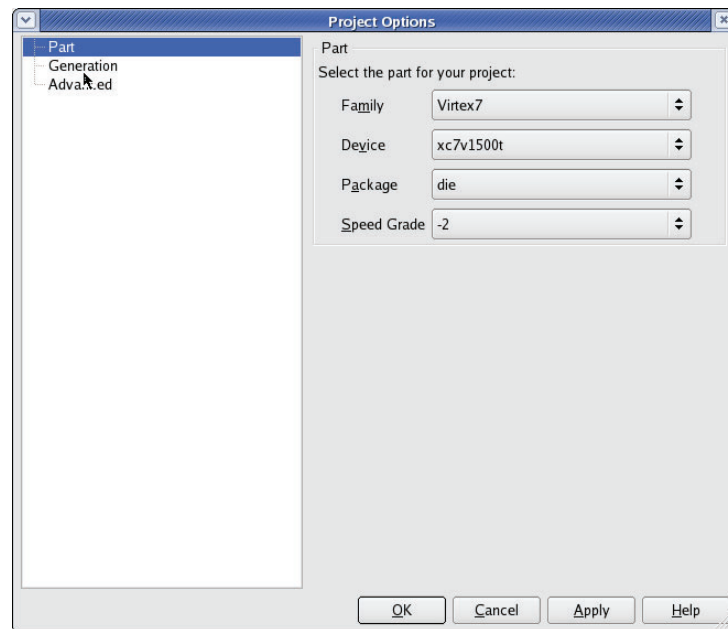 Project Options
Part
Generation
Part
Select the part for your project:
Family
Virtex7
Device
xc7v1500t
Package
die
Speed Grade
-2
OK
Cancel
Apply
Help